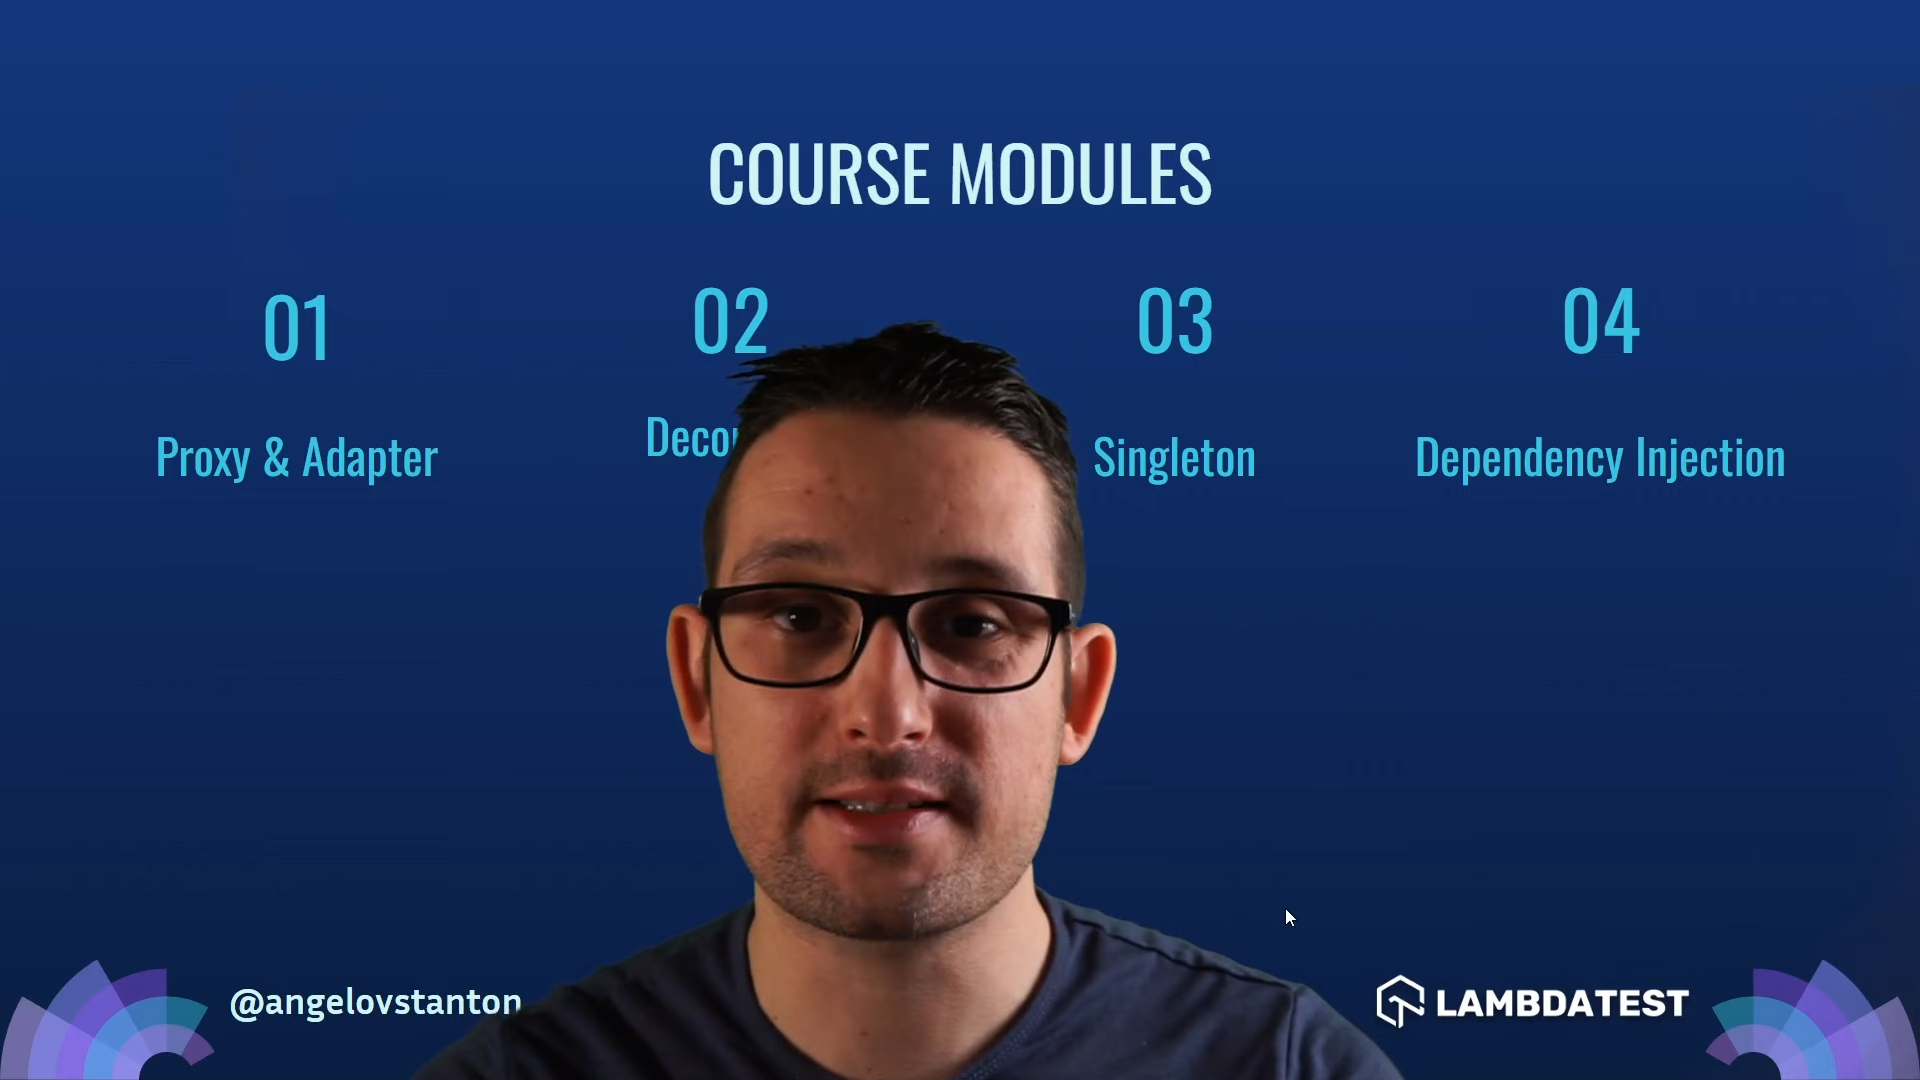 COURSE MODULES
01
02
03
04
Proxy & Adapter
Singleton
Dependency Injection
@angelovstanton
LAMBDATEST